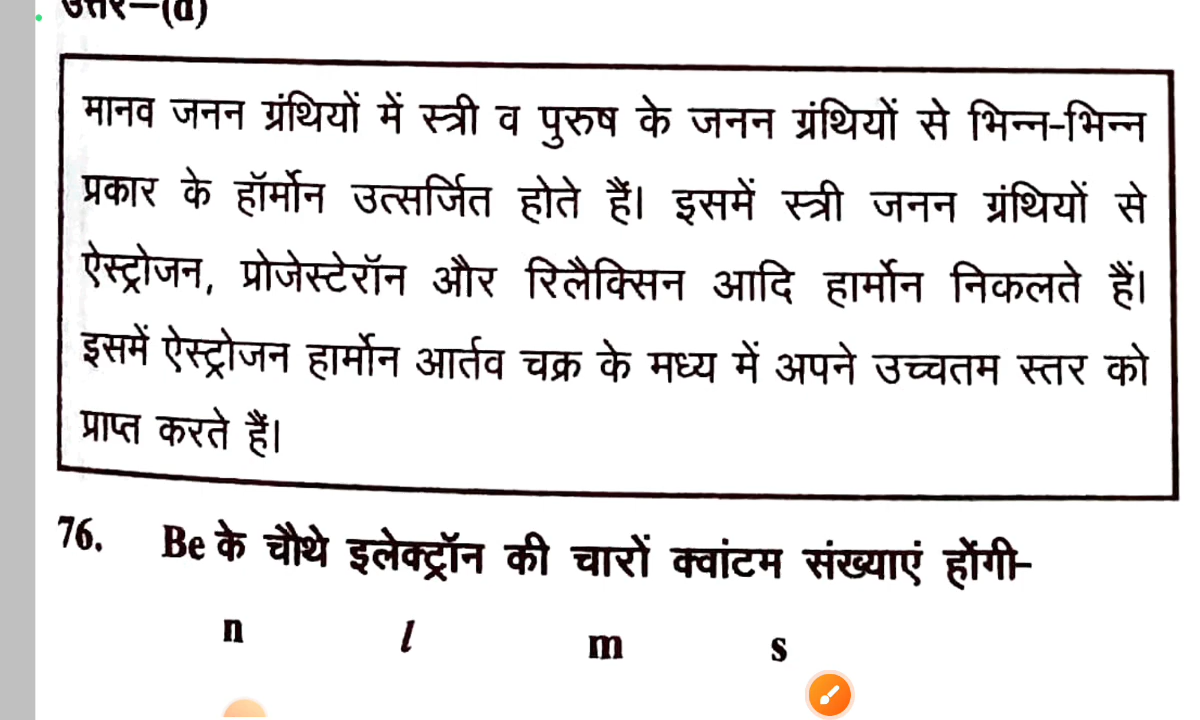 उत्तर–(d)
मानव जनन ग्रंथियों में स्त्री व पुरुष के जनन ग्रंथियों से भिन्न-भिन्न
प्रकार के हॉर्मोन उत्सर्जित होते हैं। इसमें स्त्री जनन ग्रंथियों से
ऐस्ट्रोजन, प्रोजेस्टेरॉन और रिलैक्सिन आदि हार्मोन निकलते हैं।
इसमें ऐस्ट्रोजन हार्मोन आर्तव चक्र के मध्य में अपने उच्चतम स्तर को
प्राप्त करते हैं।
76. Be के चौथे इलेक्ट्रॉन की चारों क्वांटम संख्याएं होंगी–
n l m s